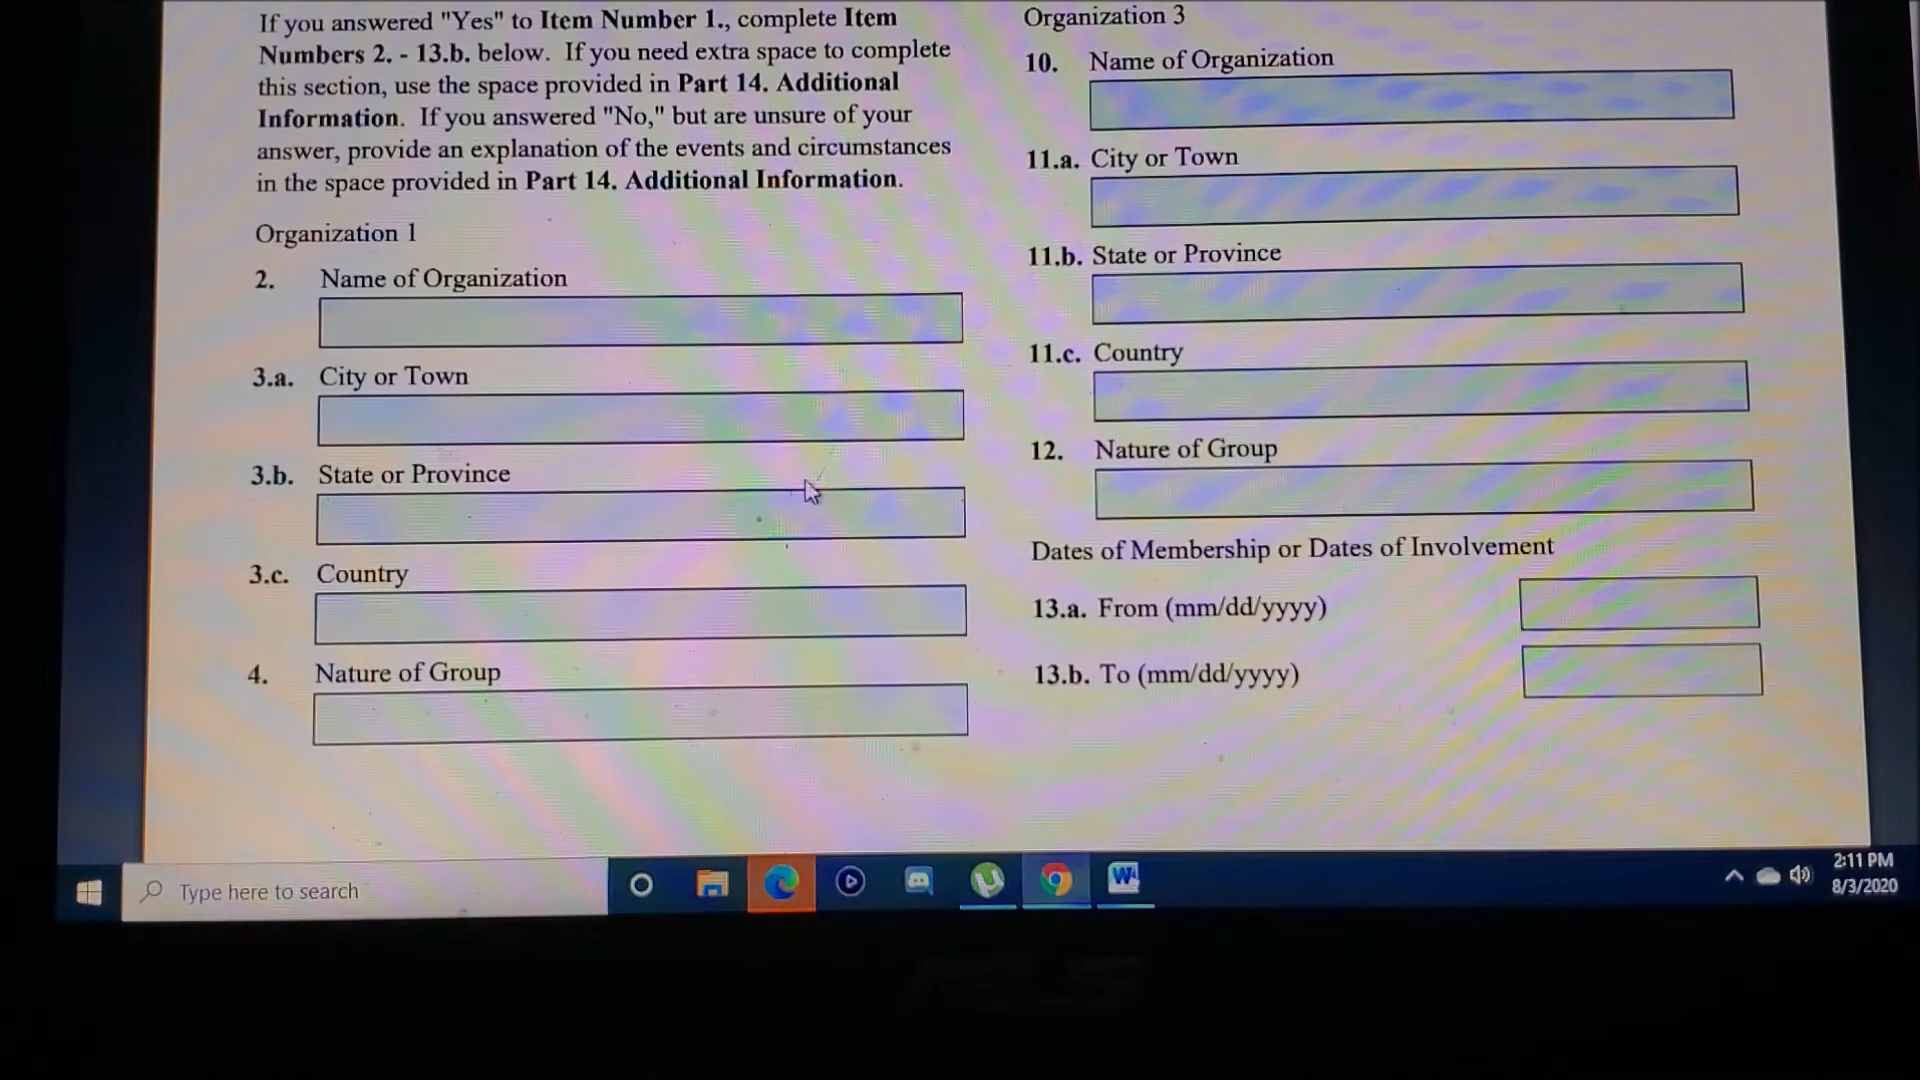 If you answered "Yes" to Item Number 1., complete Item
Numbers 2. - 13.b. below. If you need extra space to complete
this section, use the space provided in Part 14. Additional
Information. If you answered "No," but are unsure of your
answer, provide an explanation of the events and circumstances
in the space provided in Part 14. Additional Information.
Organization 1
2. Name of Organization
3.a. City or Town
3.b. State or Province
3.c. Country
4. Nature of Group
Organization 3
10. Name of Organization
11.a. City or Town
11.b. State or Province
11.c. Country
12. Nature of Group
Dates of Membership or Dates of Involvement
13.a. From (mm/dd/yyyy)
13.b. To (mm/dd/yyyy)
Type here to search
2:11 PM
8/3/2020